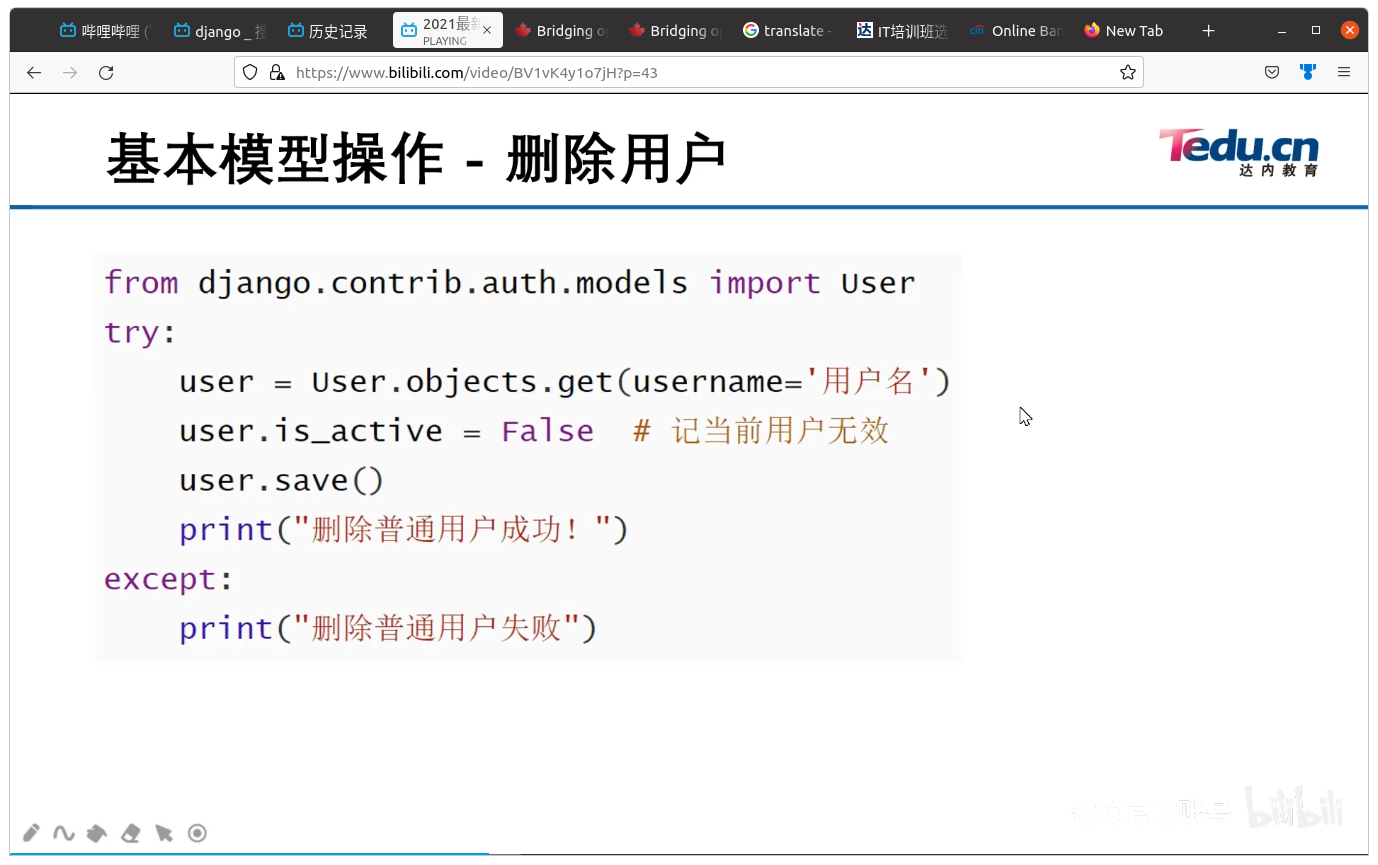 哔哩哔哩 (
django _ 搜
历史记录
2021最新
PLAYING
Bridging o
Bridging o
translate -
IT培训班选
citi Online Ban
New Tab
https://www.bilibili.com/video/BV1vK4y1o7jH?p=43
基本模型操作 - 删除用户
Tedu.cn
达内教育
from django.contrib.auth.models import User
try:
    user = User.objects.get(username='用户名')
    user.is_active = False  # 记当前用户无效
    user.save()
    print("删除普通用户成功！")
except:
    print("删除普通用户失败")
bilibili